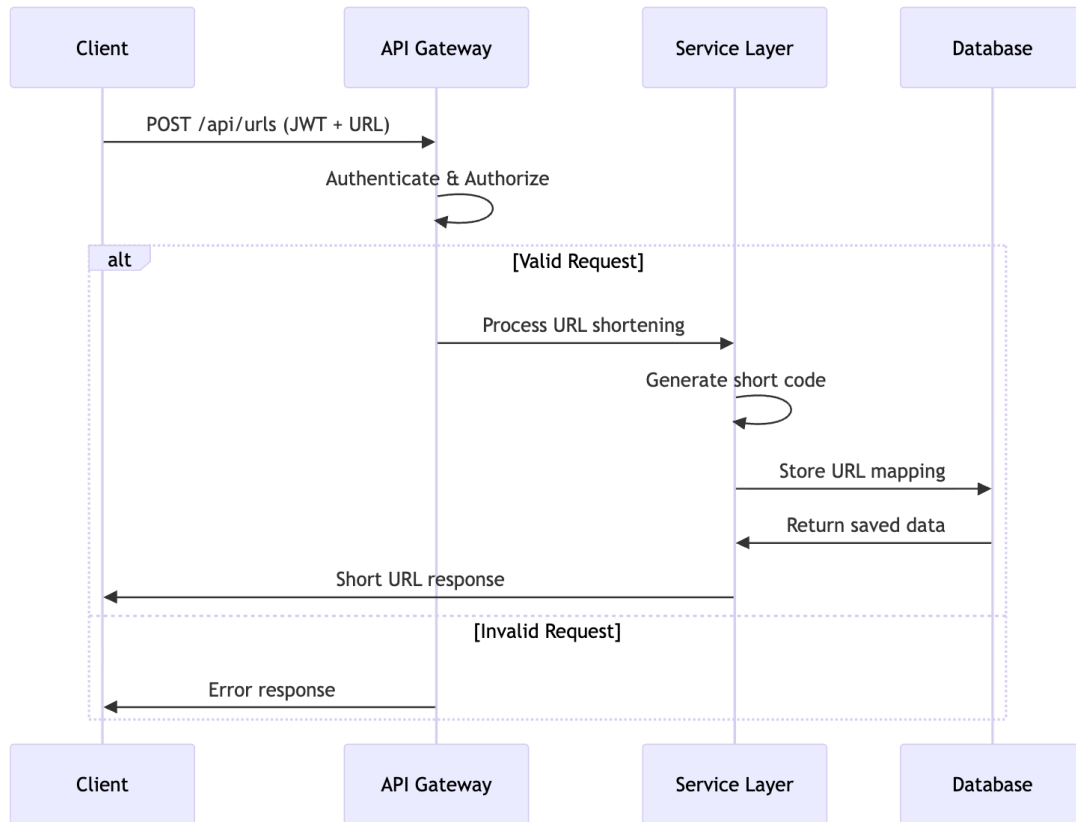 Client
API Gateway
Service Layer
Database
POST /api/urls (JWT + URL)
Authenticate & Authorize
alt
[Valid Request]
Process URL shortening
Generate short code
Store URL mapping
Return saved data
Short URL response
[Invalid Request]
Error response
Client
API Gateway
Service Layer
Database